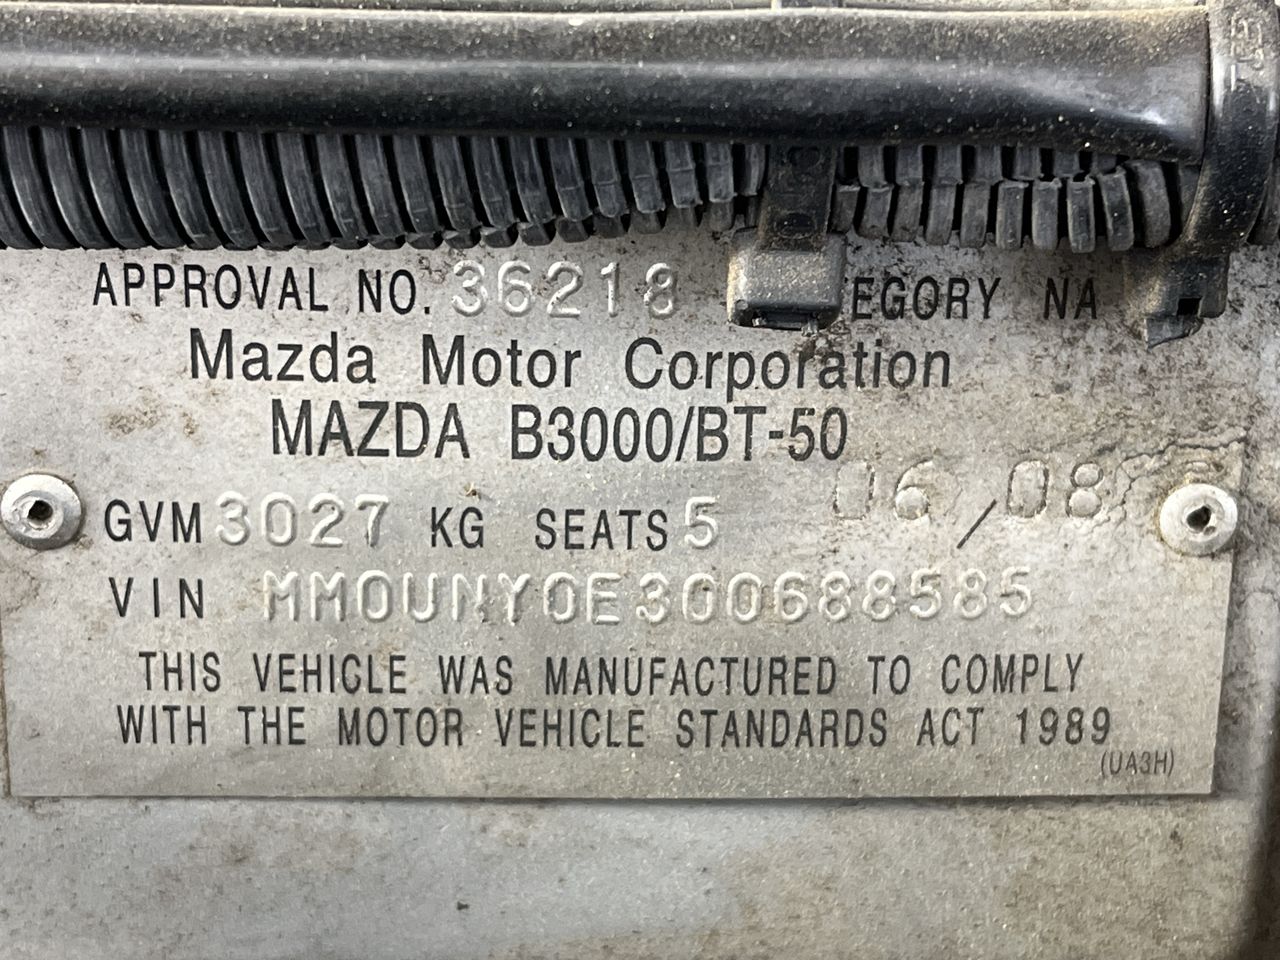 APPROVAL NO. 36218 EGORY NA
Mazda Motor Corporation
MAZDA B3000/BT-50
GVM 3027 KG SEATS 5 06/08
VIN MM0UNY0E300688585
THIS VEHICLE WAS MANUFACTURED TO COMPLY
WITH THE MOTOR VEHICLE STANDARDS ACT 1989
(UA3H)